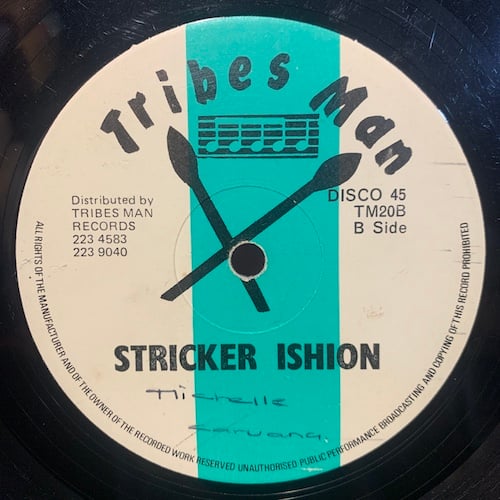 Tribes Man
Distributed by
TRIBES MAN
RECORDS
223 4583
223 9040
DISCO 45
TM20B
B Side
STRICKER ISHION
Michelle
Caruana
ALL RIGHTS OF THE MANUFACTURER AND OF THE OWNER OF THE RECORDED WORK RESERVED UNAUTHORISED PUBLIC PERFORMANCE BROADCASTING AND COPYING OF THIS RECORD PROHIBITED